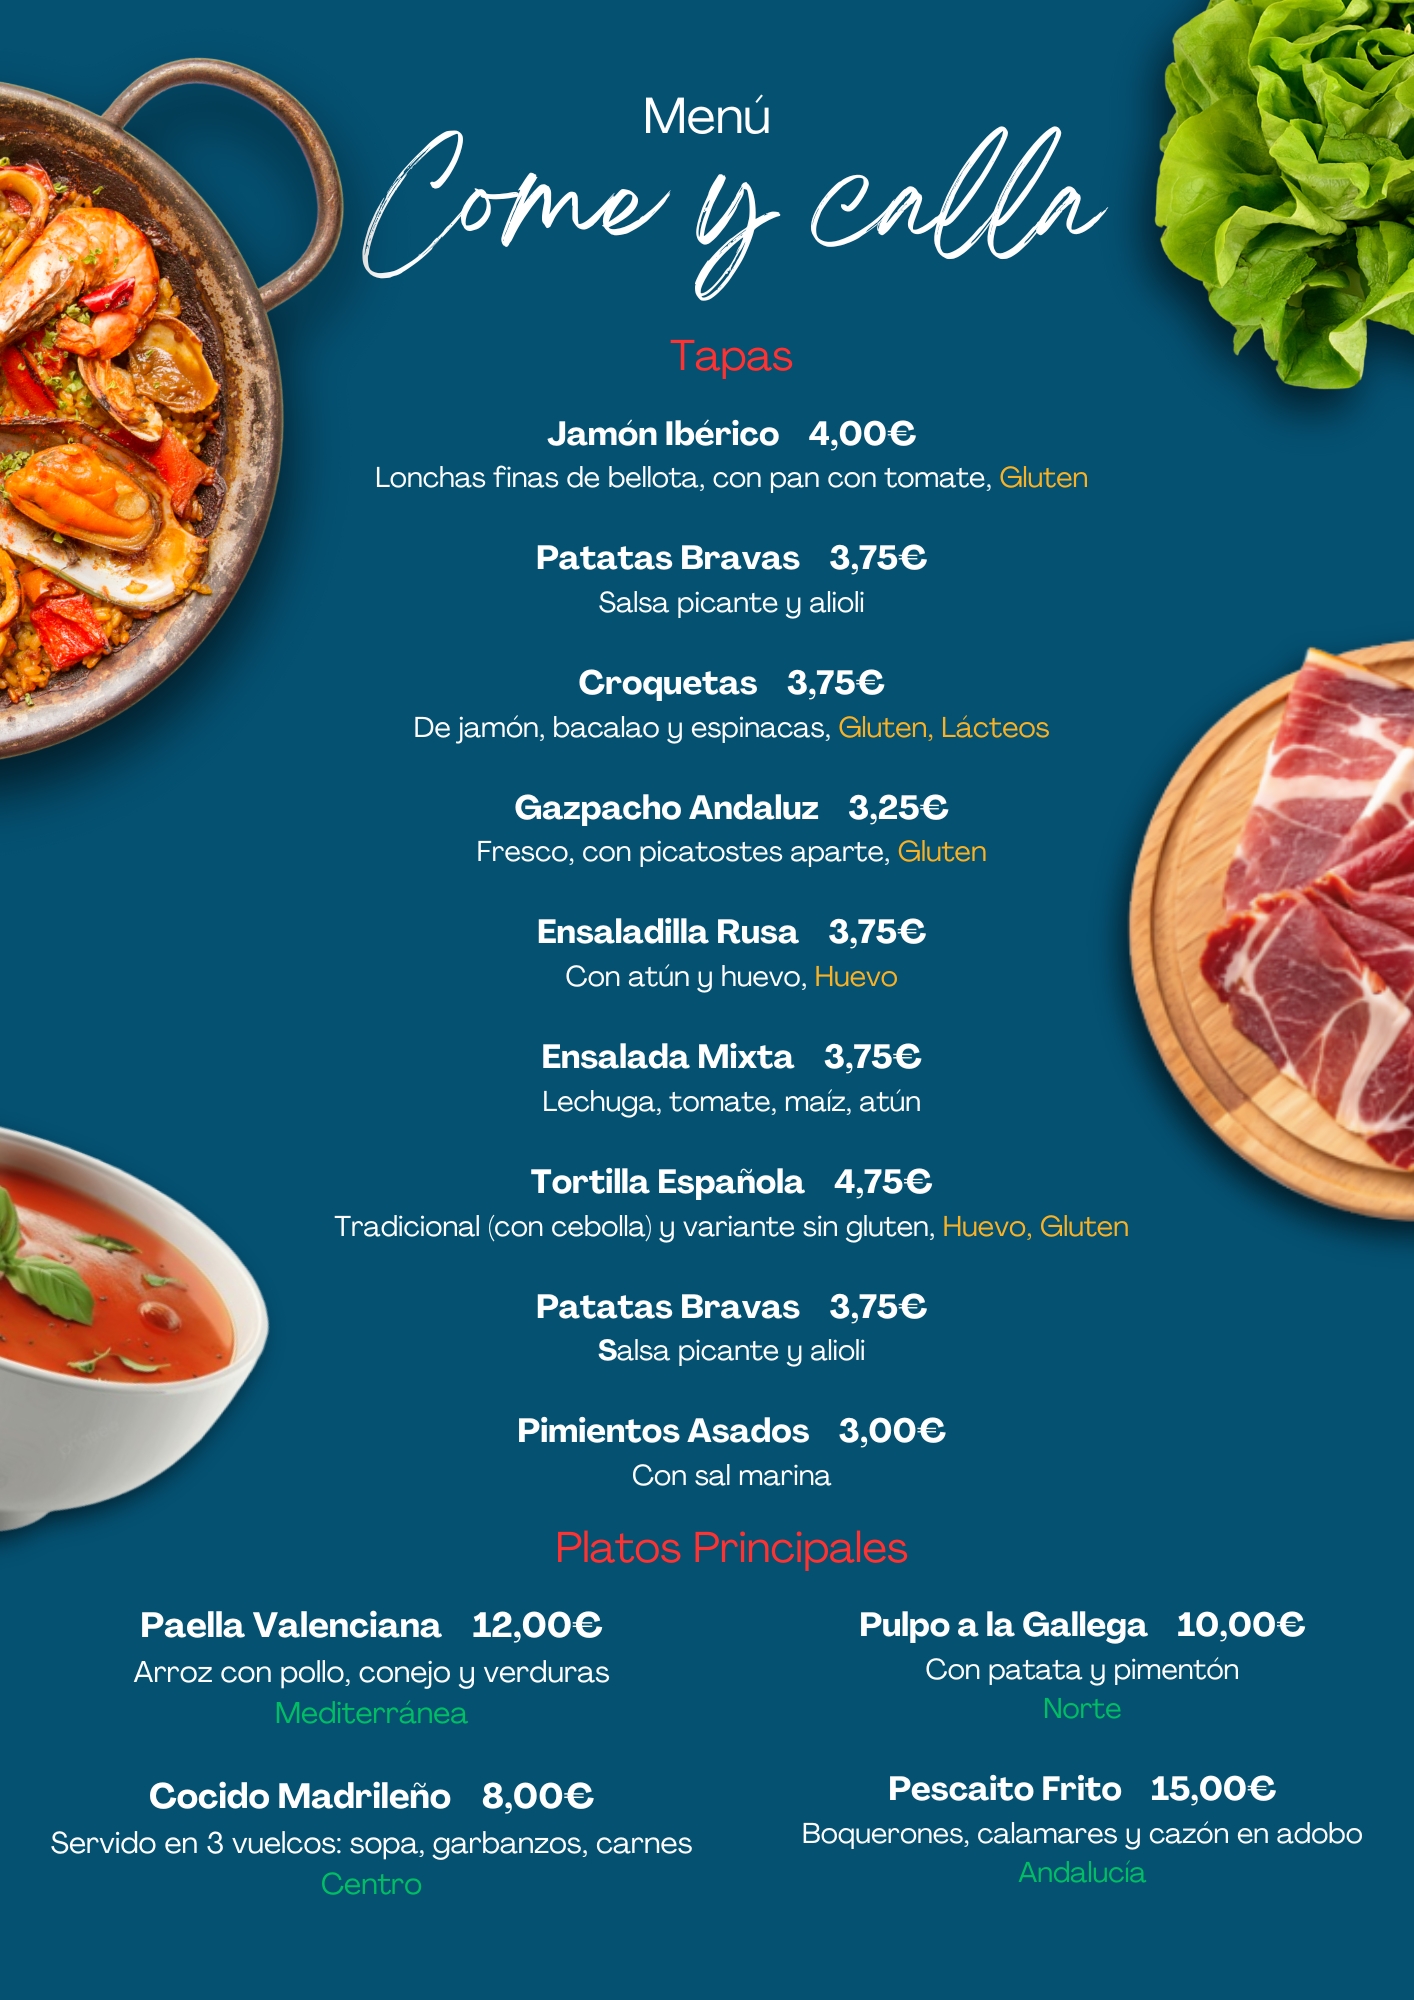 Menú
Come y calla
Tapas
Jamón Ibérico 4,00€
Lonchas finas de bellota, con pan con tomate, Gluten
Patatas Bravas 3,75€
Salsa picante y alioli
Croquetas 3,75€
De jamón, bacalao y espinacas, Gluten, Lácteos
Gazpacho Andaluz 3,25€
Fresco, con picatostes aparte, Gluten
Ensaladilla Rusa 3,75€
Con atún y huevo, Huevo
Ensalada Mixta 3,75€
Lechuga, tomate, maíz, atún
Tortilla Española 4,75€
Tradicional (con cebolla) y variante sin gluten, Huevo, Gluten
Patatas Bravas 3,75€
Salsa picante y alioli
Pimientos Asados 3,00€
Con sal marina
Platos Principales
Paella Valenciana 12,00€
Arroz con pollo, conejo y verduras
Mediterránea
Cocido Madrileño 8,00€
Servido en 3 vuelcos: sopa, garbanzos, carnes
Centro
Pulpo a la Gallega 10,00€
Con patata y pimentón
Norte
Pescaito Frito 15,00€
Boquerones, calamares y cazón en adobo
Andalucía